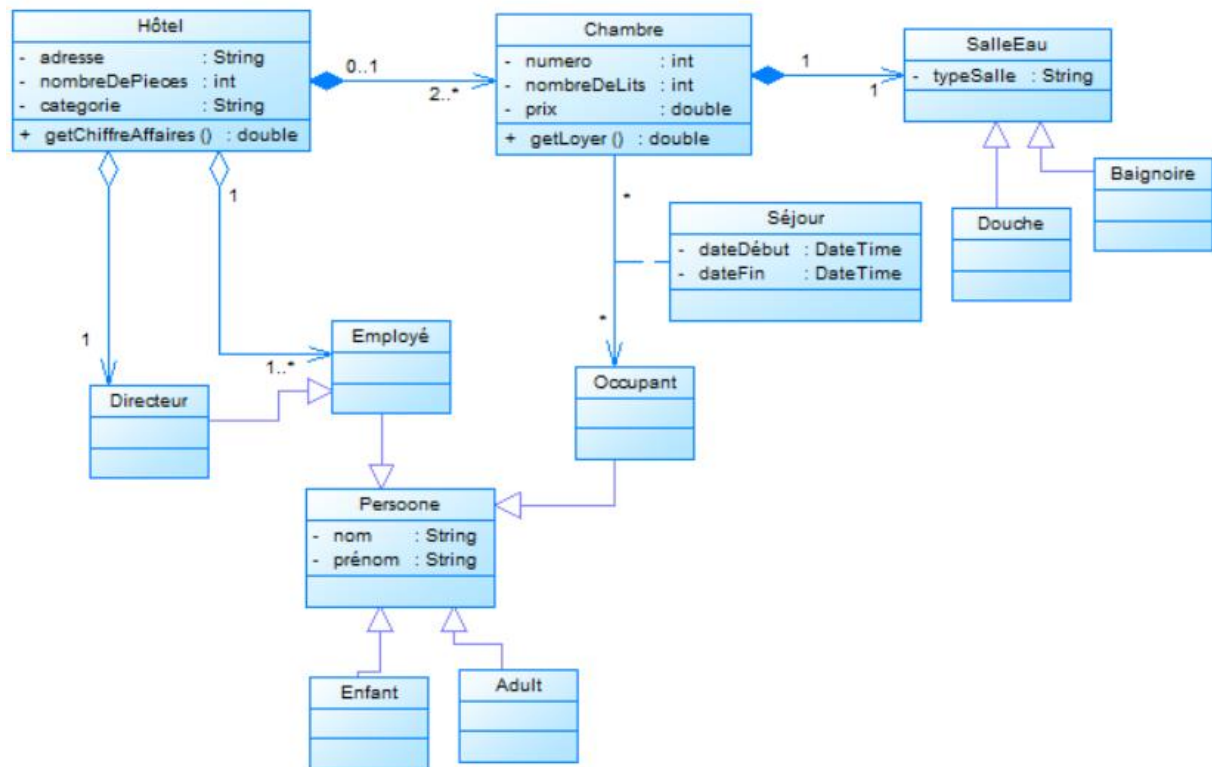 Hôtel
- adresse : String
- nombreDePieces : int
- categorie : String
+ getChiffreAffaires () : double
0..1
2..*
Chambre
- numero : int
- nombreDeLits : int
- prix : double
+ getLoyer () : double
1
1
SalleEau
- typeSalle : String
Baignoire
Douche
1
*
Séjour
- dateDébut : DateTime
- dateFin : DateTime
*
1
1..*
Employé
Directeur
Occupant
Persoone
- nom : String
- prénom : String
Enfant
Adult